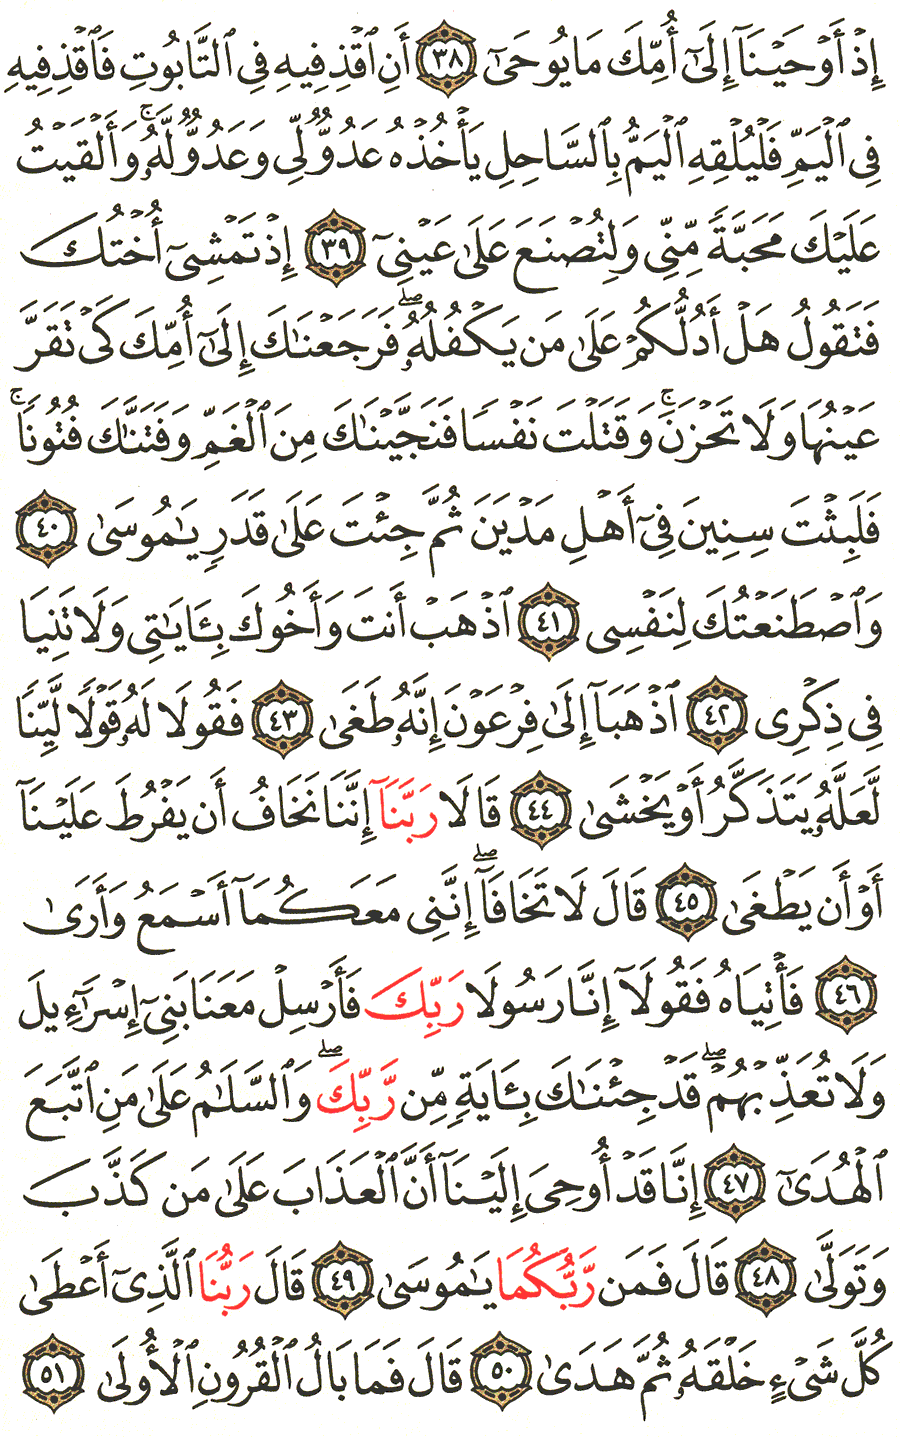 إِذْ أَوْحَيْنَآ إِلَىٰٓ أُمِّكَ مَا يُوحَىٰٓ ٣٨ أَنِ ٱقْذِفِيهِ فِى ٱلتَّابُوتِ فَٱقْذِفِيهِ
فِى ٱلْيَمِّ فَلْيُلْقِهِ ٱلْيَمُّ بِٱلسَّاحِلِ يَأْخُذْهُ عَدُوٌّ لِّى وَعَدُوٌّ لَّهُۥ ۚ وَأَلْقَيْتُ
عَلَيْكَ مَحَبَّةً مِّنِّى وَلِتُصْنَعَ عَلَىٰ عَيْنِىٓ ٣٩ إِذْ تَمْشِىٓ أُخْتُكَ
فَتَقُولُ هَلْ أَدُلُّكُمْ عَلَىٰ مَن يَكْفُلُهُۥ ۖ فَرَجَعْنَٰكَ إِلَىٰٓ أُمِّكَ كَىْ تَقَرَّ
عَيْنُهَا وَلَا تَحْزَنَ ۚ وَقَتَلْتَ نَفْسًا فَنَجَّيْنَٰكَ مِنَ ٱلْغَمِّ وَفَتَنَّٰكَ فُتُونًا ۚ
فَلَبِثْتَ سِنِينَ فِىٓ أَهْلِ مَدْيَنَ ثُمَّ جِئْتَ عَلَىٰ قَدَرٍ يَٰمُوسَىٰ ٤٠
وَٱصْطَنَعْتُكَ لِنَفْسِى ٤١ ٱذْهَبْ أَنتَ وَأَخُوكَ بِـَٔايَٰتِى وَلَا تَنِيَا
فِى ذِكْرِى ٤٢ ٱذْهَبَآ إِلَىٰ فِرْعَوْنَ إِنَّهُۥ طَغَىٰ ٤٣ فَقُولَا لَهُۥ قَوْلًا لَّيِّنًا
لَّعَلَّهُۥ يَتَذَكَّرُ أَوْ يَخْشَىٰ ٤٤ قَالَا رَبَّنَآ إِنَّنَا نَخَافُ أَن يَفْرُطَ عَلَيْنَآ
أَوْ أَن يَطْغَىٰ ٤٥ قَالَ لَا تَخَافَآ ۖ إِنَّنِى مَعَكُمَآ أَسْمَعُ وَأَرَىٰ
٤٦ فَأْتِيَاهُ فَقُولَآ إِنَّا رَسُولَا رَبِّكَ فَأَرْسِلْ مَعَنَا بَنِىٓ إِسْرَٰٓءِيلَ
وَلَا تُعَذِّبْهُمْ ۖ قَدْ جِئْنَٰكَ بِـَٔايَةٍ مِّن رَّبِّكَ ۖ وَٱلسَّلَٰمُ عَلَىٰ مَنِ ٱتَّبَعَ
ٱلْهُدَىٰٓ ٤٧ إِنَّا قَدْ أُوحِىَ إِلَيْنَآ أَنَّ ٱلْعَذَابَ عَلَىٰ مَن كَذَّبَ
وَتَوَلَّىٰ ٤٨ قَالَ فَمَن رَّبُّكُمَا يَٰمُوسَىٰ ٤٩ قَالَ رَبُّنَا ٱلَّذِىٓ أَعْطَىٰ
كُلَّ شَىْءٍ خَلْقَهُۥ ثُمَّ هَدَىٰ ٥٠ قَالَ فَمَا بَالُ ٱلْقُرُونِ ٱلْأُولَىٰ ٥١